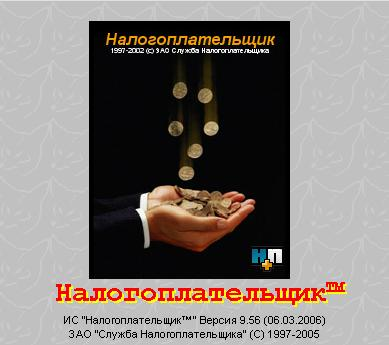 Налогоплательщик
1997-2002 (c) ЗАО Служба Налогоплательщика
НП
Налогоплательщик™
ИС "Налогоплательщик™" Версия 9.56 (06.03.2006)
ЗАО "Служба Налогоплательщика" (C) 1997-2005